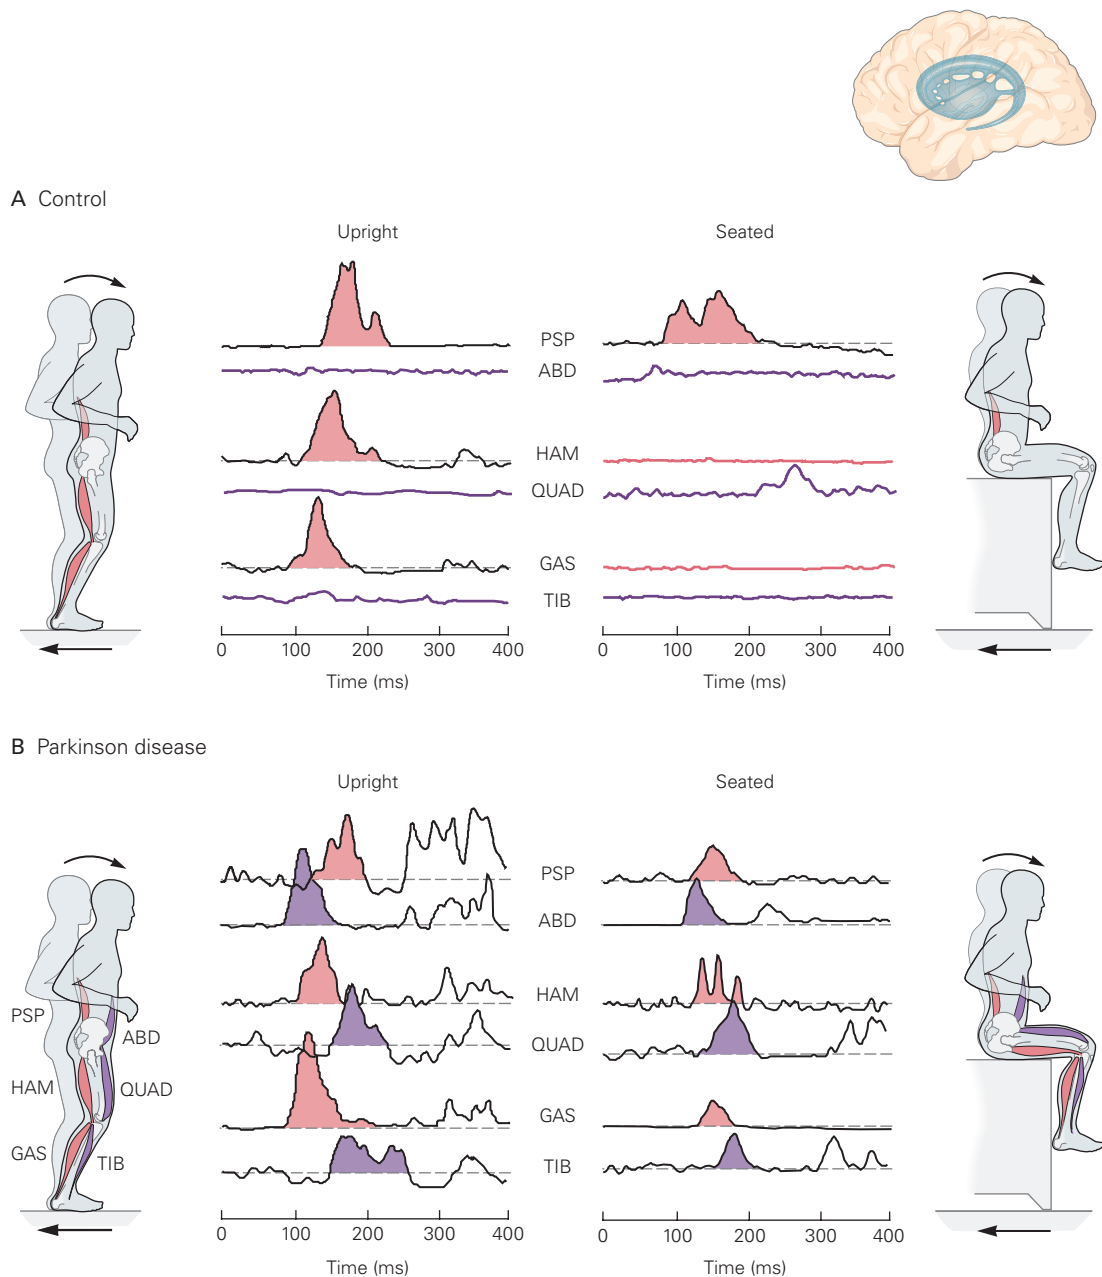 A Control
Upright
Seated
PSP
ABD
HAM
QUAD
GAS
TIB
0 100 200 300 400
0 100 200 300 400
Time (ms)
Time (ms)
B Parkinson disease
Upright
Seated
PSP
ABD
HAM
QUAD
GAS
TIB
PSP
ABD
HAM
QUAD
GAS
TIB
0 100 200 300 400
0 100 200 300 400
Time (ms)
Time (ms)